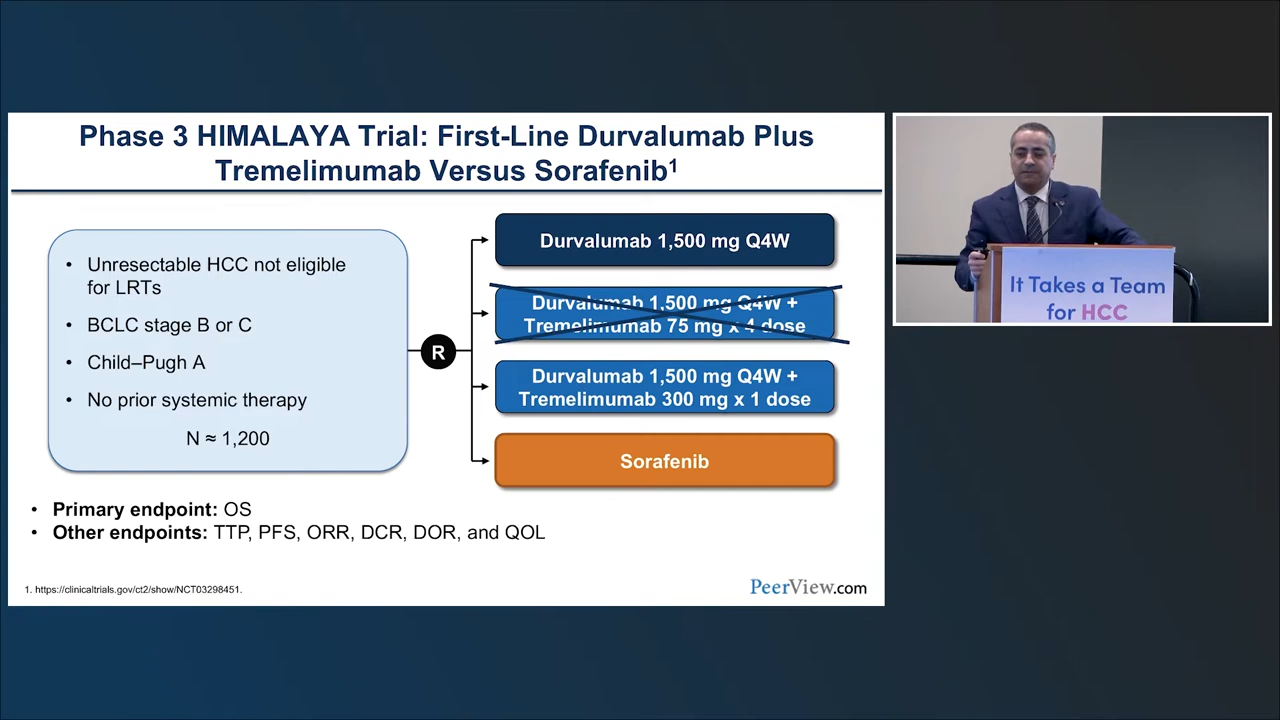 Phase 3 HIMALAYA Trial: First-Line Durvalumab Plus
Tremelimumab Versus Sorafenib¹
• Unresectable HCC not eligible
for LRTs
• BCLC stage B or C
• Child–Pugh A
• No prior systemic therapy
N ≈ 1,200
R
Durvalumab 1,500 mg Q4W
Durvalumab 1,500 mg Q4W +
Tremelimumab 75 mg x 4 dose
Durvalumab 1,500 mg Q4W +
Tremelimumab 300 mg x 1 dose
Sorafenib
• Primary endpoint: OS
• Other endpoints: TTP, PFS, ORR, DCR, DOR, and QOL
1. https://clinicaltrials.gov/ct2/show/NCT03298451.
PeerView.com
It Takes a Team
for HCC